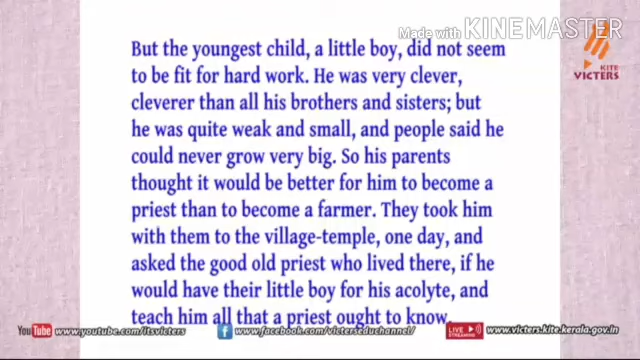 Made with KINEMASTER
KITE
VICTERS
But the youngest child, a little boy, did not seem
to be fit for hard work. He was very clever,
cleverer than all his brothers and sisters; but
he was quite weak and small, and people said he
could never grow very big. So his parents
thought it would be better for him to become a
priest than to become a farmer. They took him
with them to the village-temple, one day, and
asked the good old priest who lived there, if he
would have their little boy for his acolyte, and
teach him all that a priest ought to know.
YouTube www.youtube.com/itsvicters f www.facebook.com/victerseduchannel/ LIVE STREAMING www.victers.kite.kerala.gov.in